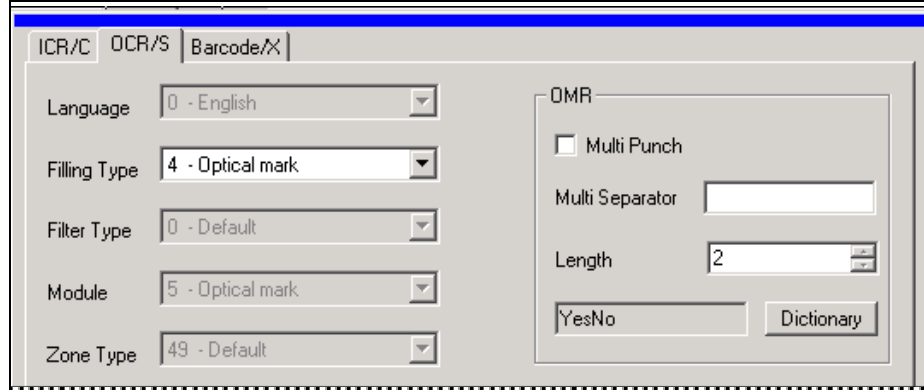 ICR/C OCR/S Barcode/X
Language 0 - English
Filling Type 4 - Optical mark
Filter Type 0 - Default
Module 5 - Optical mark
Zone Type 49 - Default
OMR
Multi Punch
Multi Separator
Length 2
YesNo Dictionary